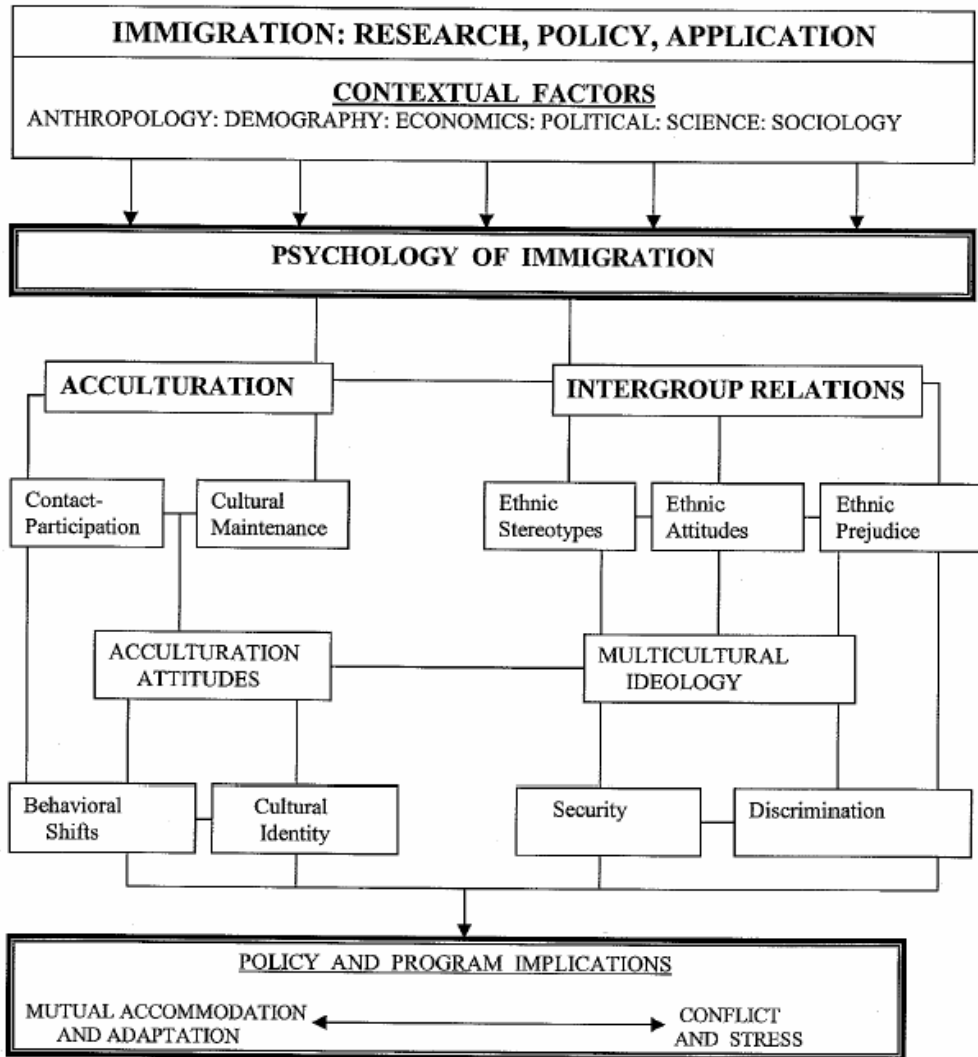 IMMIGRATION: RESEARCH, POLICY, APPLICATION
CONTEXTUAL FACTORS
ANTHROPOLOGY: DEMOGRAPHY: ECONOMICS: POLITICAL: SCIENCE: SOCIOLOGY
PSYCHOLOGY OF IMMIGRATION
ACCULTURATION
INTERGROUP RELATIONS
Contact-
Participation
Cultural
Maintenance
Ethnic
Stereotypes
Ethnic
Attitudes
Ethnic
Prejudice
ACCULTURATION
ATTITUDES
MULTICULTURAL
IDEOLOGY
Behavioral
Shifts
Cultural
Identity
Security
Discrimination
POLICY AND PROGRAM IMPLICATIONS
MUTUAL ACCOMMODATION
AND ADAPTATION
CONFLICT
AND STRESS